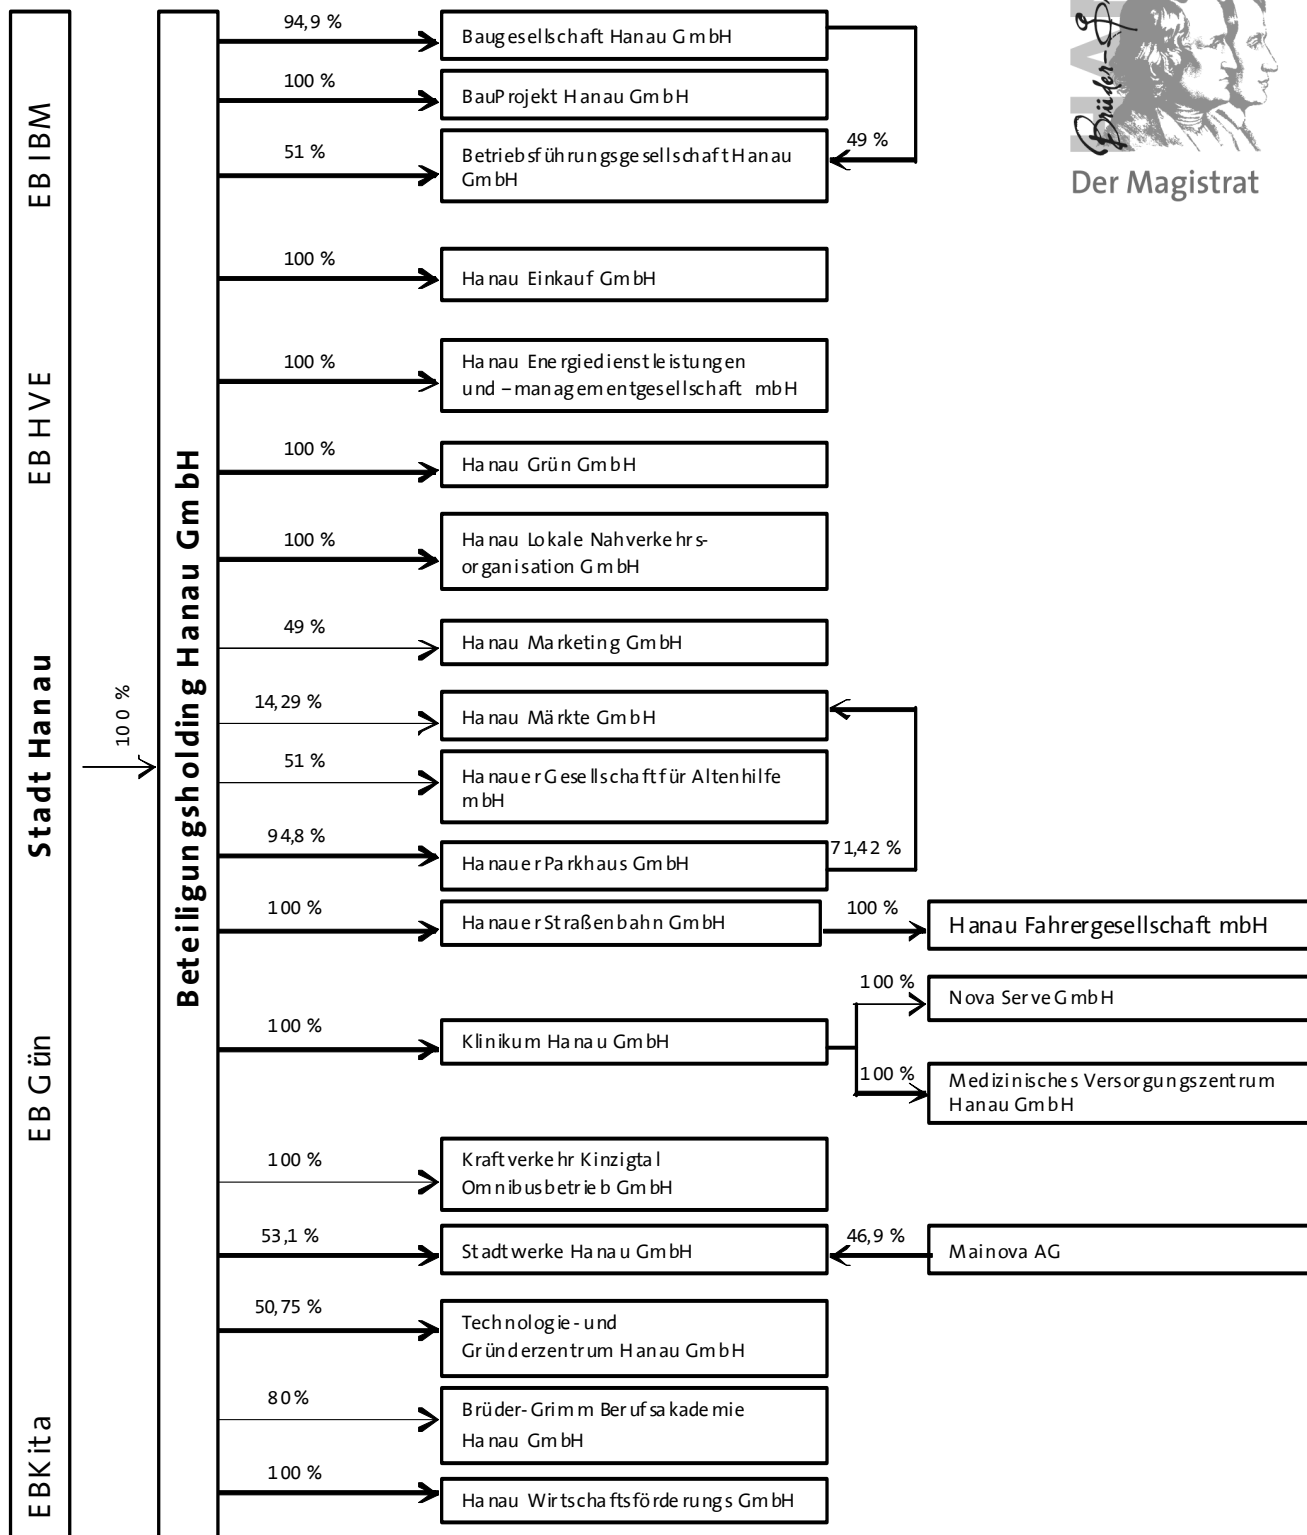 94,9 %
Baugesellschaft Hanau GmbH
100 %
BauProjekt Hanau GmbH
51 %
Betriebsführungsgesellschaft Hanau
GmbH
49 %
Brüder-
Der Magistrat
100 %
Hanau Einkauf GmbH
100 %
Hanau Energiedienstleistungen
und –managementgesellschaft mbH
100 %
Hanau Grün GmbH
100 %
Hanau Lokale Nahverkehrs-
organisation GmbH
49 %
Hanau Marketing GmbH
14,29 %
Hanau Märkte GmbH
51 %
Hanauer Gesellschaft für Altenhilfe
mbH
94,8 %
Hanauer Parkhaus GmbH
71,42 %
100 %
Hanauer Straßenbahn GmbH
100 %
Hanau Fahrergesellschaft mbH
100 %
Klinikum Hanau GmbH
100 %
Nova Serve GmbH
100 %
Medizinisches Versorgungszentrum
Hanau GmbH
100 %
Kraftverkehr Kinzigtal
Omnibusbetrieb GmbH
53,1 %
Stadtwerke Hanau GmbH
46,9 %
Mainova AG
50,75 %
Technologie- und
Gründerzentrum Hanau GmbH
80%
Brüder-Grimm Berufsakademie
Hanau GmbH
100 %
Hanau Wirtschaftsförderungs GmbH
EB IBM
EB HVE
Stadt Hanau
EB Gün
EBKita
100 %
Beteiligungsholding Hanau GmbH